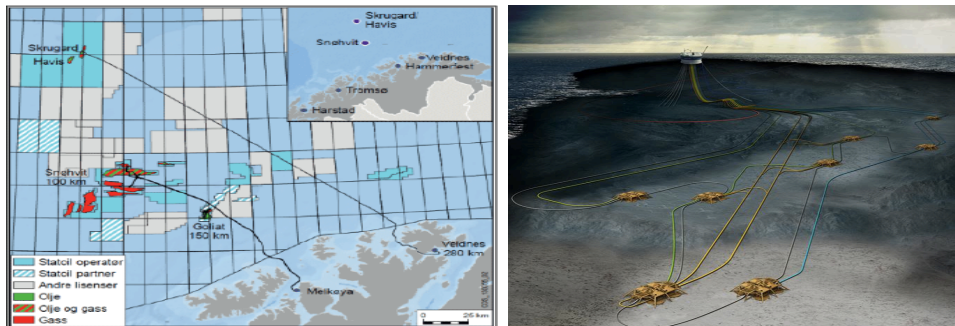 Skrugard
Havis
Skrugard/
Havis
Snøhvit
Veidnes
Hammerfest
Tromsø
Harstad
Snøhvit
100 km
Goliat
150 km
Veidnes
280 km
Melkøya
Statoil operatør
Statoil partner
Andre lisenser
Olje
Olje og gass
Gass
0 25 km